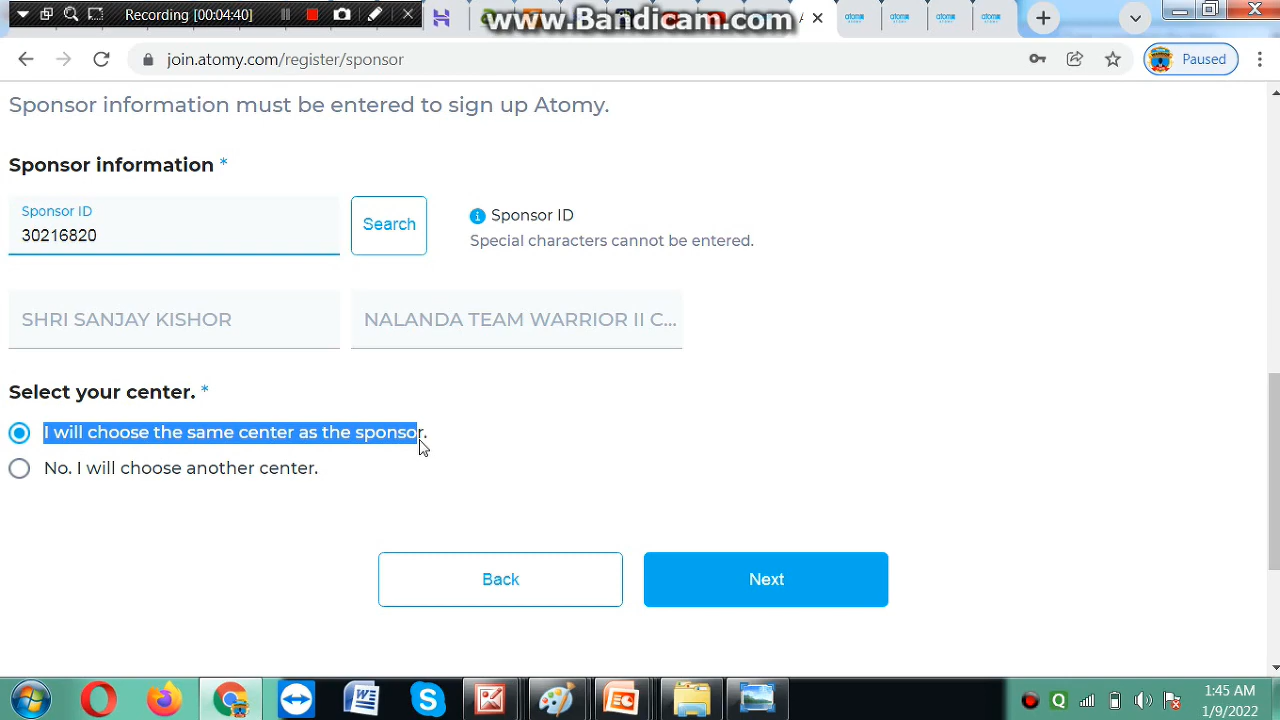 Recording [00:04:40]
www.Bandicam.com
join.atomy.com/register/sponsor
Paused
Sponsor information must be entered to sign up Atomy.
Sponsor information *
Sponsor ID
30216820
Search
Sponsor ID
Special characters cannot be entered.
SHRI SANJAY KISHOR
NALANDA TEAM WARRIOR II C...
Select your center. *
I will choose the same center as the sponsor.
No. I will choose another center.
Back
Next
1:45 AM
1/9/2022